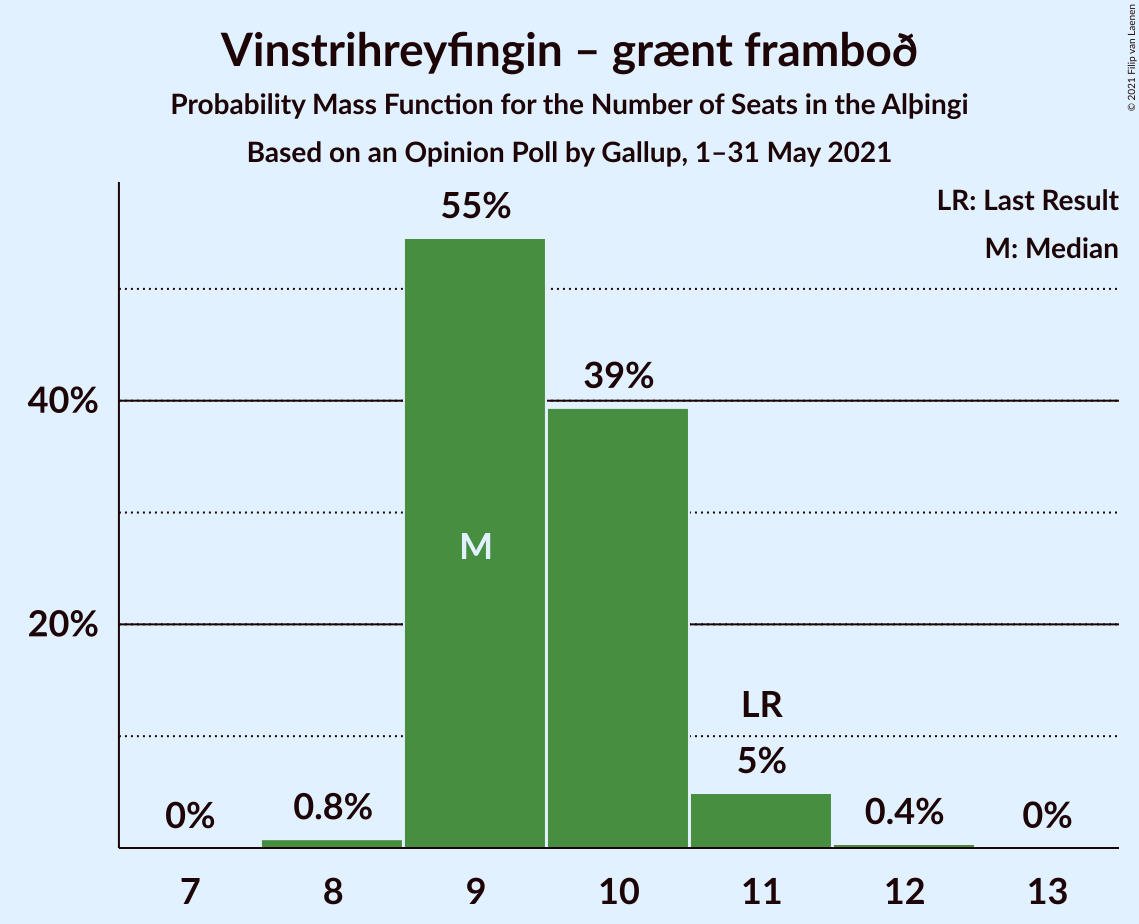 Vinstrihreyfingin – grænt framboð
Probability Mass Function for the Number of Seats in the Alþingi
Based on an Opinion Poll by Gallup, 1–31 May 2021
© 2021 Filip van Laenen
LR: Last Result
M: Median
55%
39%
40%
M
20%
LR
5%
0%
0.8%
0.4%
0%
7
8
9
10
11
12
13